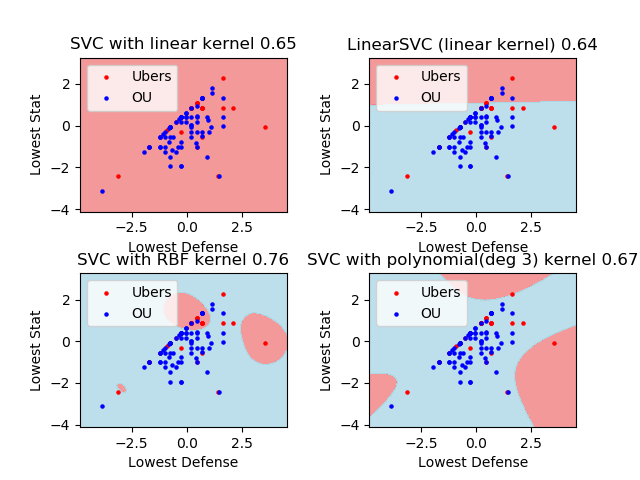 SVC with linear kernel 0.65
Ubers
OU
2
0
−2
−4
Lowest Stat
−2.5
0.0
2.5
Lowest Defense
LinearSVC (linear kernel) 0.64
Ubers
OU
2
0
−2
−4
Lowest Stat
−2.5
0.0
2.5
Lowest Defense
SVC with RBF kernel 0.76
Ubers
OU
2
0
−2
−4
Lowest Stat
−2.5
0.0
2.5
Lowest Defense
SVC with polynomial(deg 3) kernel 0.67
Ubers
OU
2
0
−2
−4
Lowest Stat
−2.5
0.0
2.5
Lowest Defense